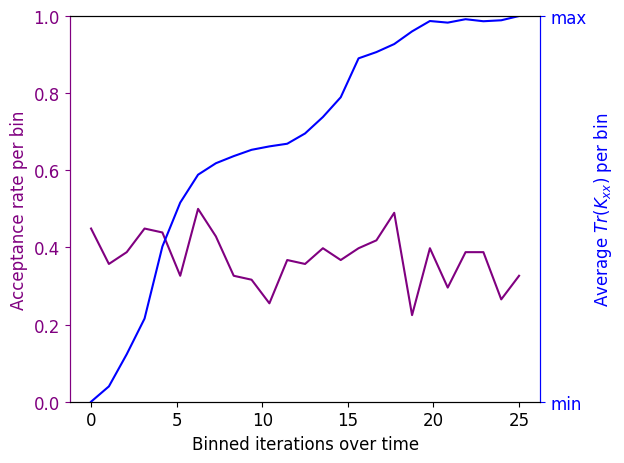 1.0
0.8
0.6
0.4
0.2
0.0
Acceptance rate per bin
0
5
10
15
20
25
Binned iterations over time
max
min
Average Tr(Kxx) per bin